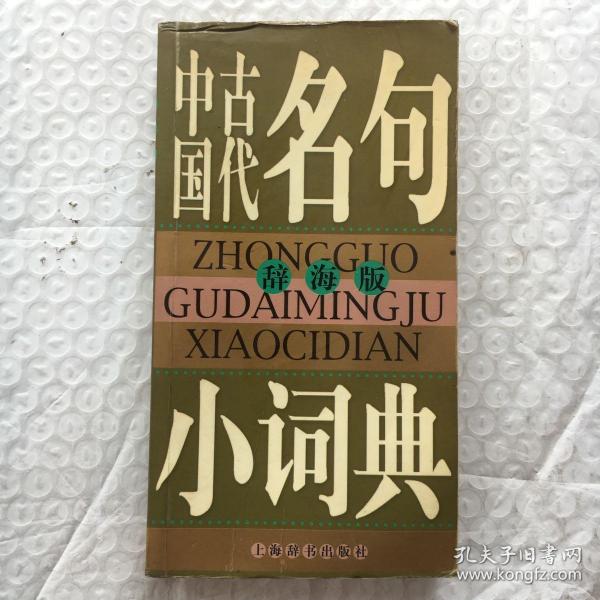 中国古代名句
ZHONGGUO
辞海版
GUDAIMINGJU
XIAOCIDIAN
小词典
上海辞书出版社
孔夫子旧书网
www.kongfz.com